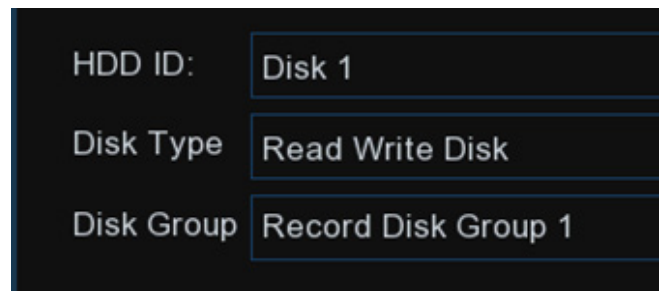 HDD ID: Disk 1
Disk Type Read Write Disk
Disk Group Record Disk Group 1